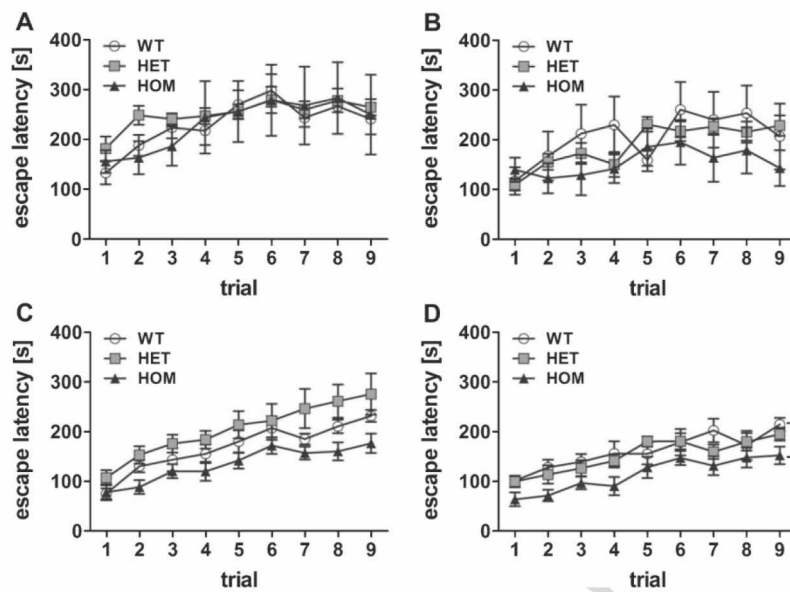 A
escape latency [s]
400
300
200
100
0
WT
HET
HOM
1 2 3 4 5 6 7 8 9
trial
B
escape latency [s]
400
300
200
100
0
WT
HET
HOM
1 2 3 4 5 6 7 8 9
trial
C
escape latency [s]
400
300
200
100
0
WT
HET
HOM
1 2 3 4 5 6 7 8 9
trial
D
escape latency [s]
400
300
200
100
0
WT
HET
HOM
1 2 3 4 5 6 7 8 9
trial